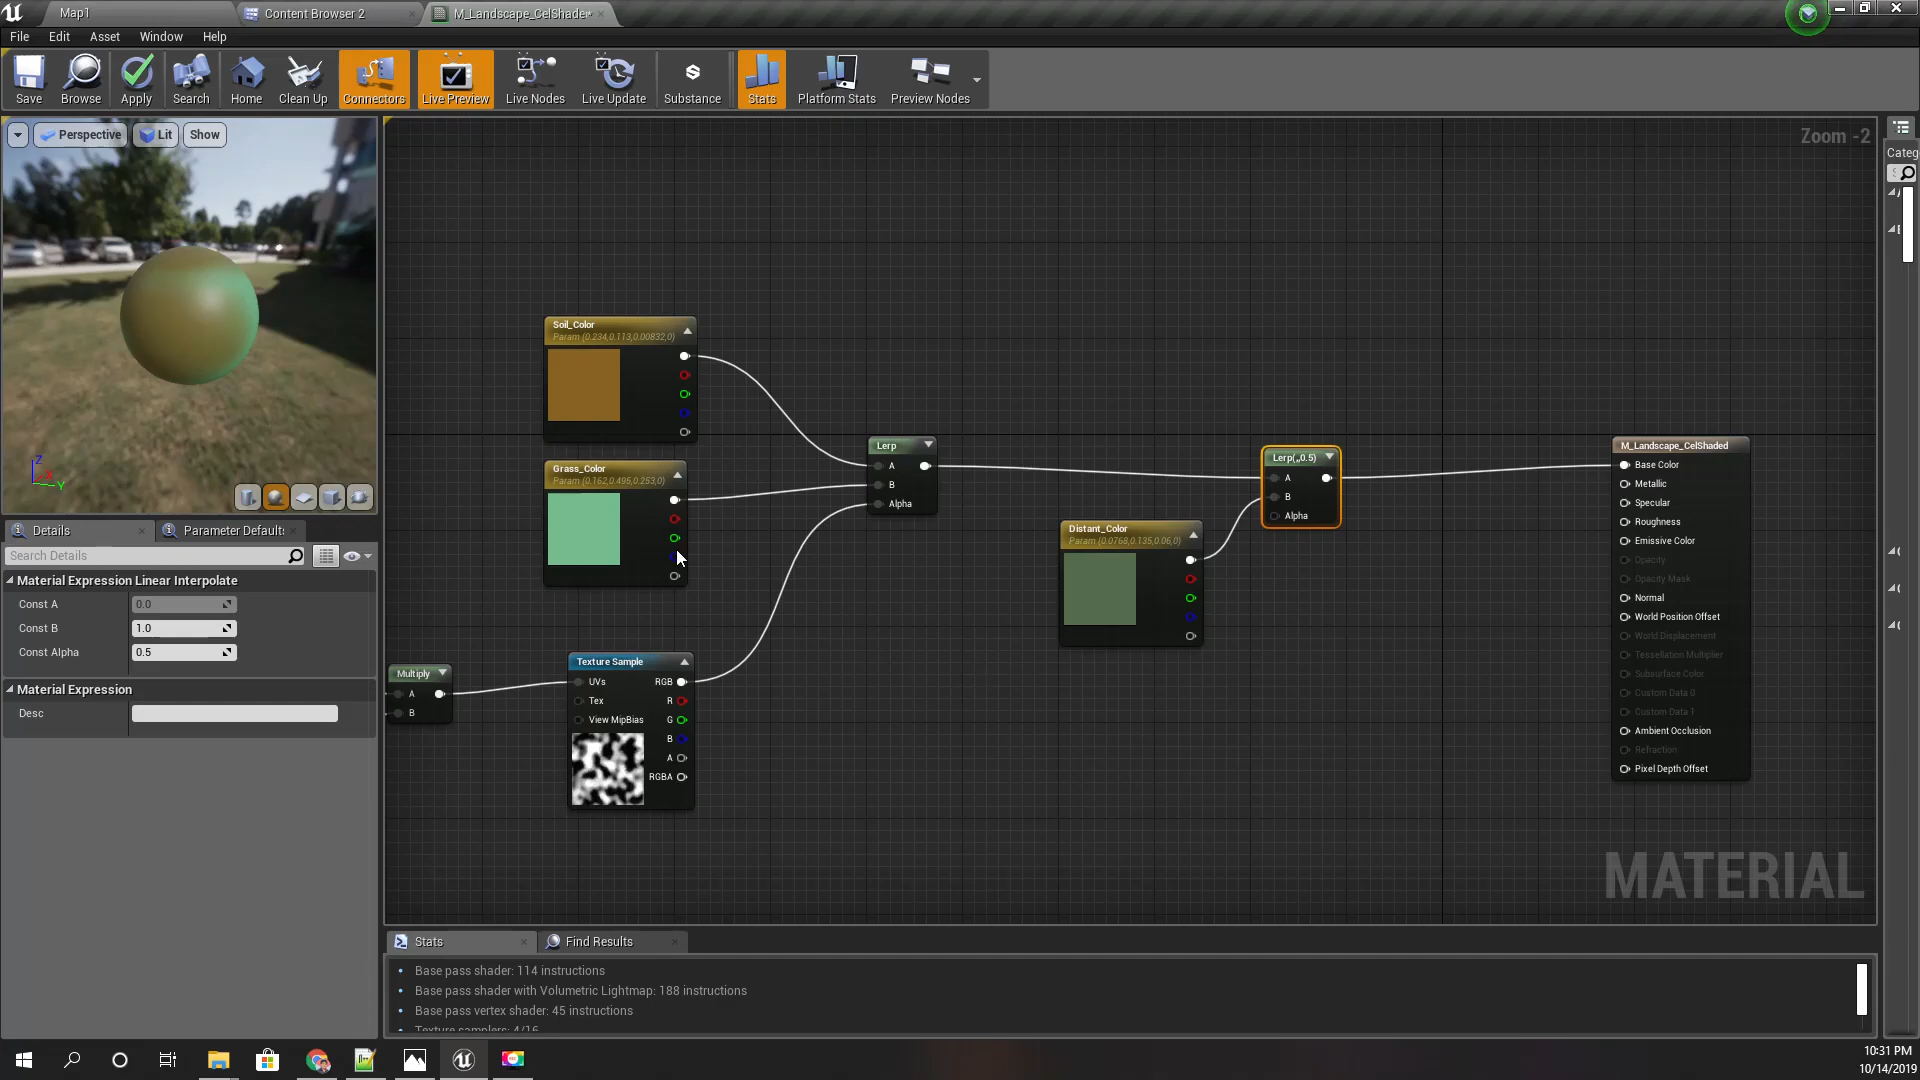 Map1
Content Browser 2
M_Landscape_CelShader*
File Edit Asset Window Help
Save
Browse
Apply
Search
Home
Clean Up
Connectors
Live Preview
Live Nodes
Live Update
Substance
Stats
Platform Stats
Preview Nodes
Perspective
Lit
Show
Zoom -2
Categ
Z
X
Y
Details
Parameter Default
Search Details
Material Expression Linear Interpolate
Const A 0.0
Const B 1.0
Const Alpha 0.5
Material Expression
Desc
Soil_Color
Param (0.234,0.113,0.00832,0)
Grass_Color
Param (0.162,0.495,0.253,0)
Multiply
A
B
Texture Sample
UVs RGB
Tex R
View MipBias G
B
A
RGBA
Lerp
A
B
Alpha
Distant_Color
Param (0.0768,0.135,0.06,0)
Lerp(,,0.5)
A
B
Alpha
M_Landscape_CelShaded
Base Color
Metallic
Specular
Roughness
Emissive Color
Opacity
Opacity Mask
Normal
World Position Offset
World Displacement
Tessellation Multiplier
Subsurface Color
Custom Data 0
Custom Data 1
Ambient Occlusion
Refraction
Pixel Depth Offset
MATERIAL
Stats
Find Results
Base pass shader: 114 instructions
Base pass shader with Volumetric Lightmap: 188 instructions
Base pass vertex shader: 45 instructions
Texture samplers: 4/16
10:31 PM
10/14/2019